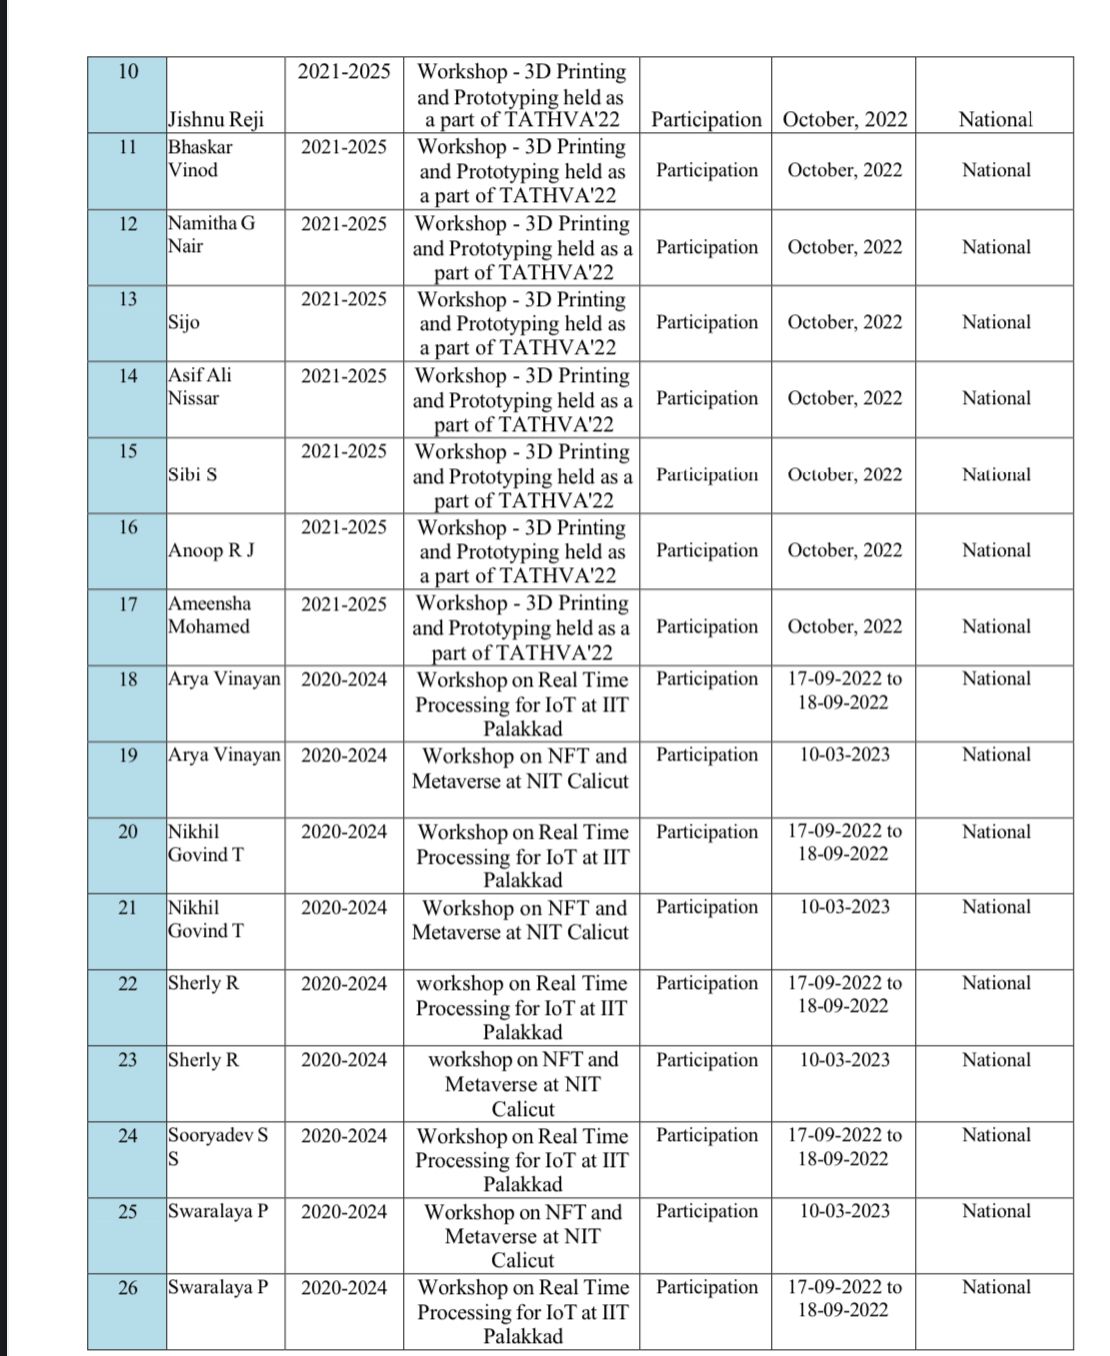 10 Jishnu Reji 2021-2025 Workshop - 3D Printing and Prototyping held as a part of TATHVA'22 Participation October, 2022 National
11 Bhaskar Vinod 2021-2025 Workshop - 3D Printing and Prototyping held as a part of TATHVA'22 Participation October, 2022 National
12 Namitha G Nair 2021-2025 Workshop - 3D Printing and Prototyping held as a part of TATHVA'22 Participation October, 2022 National
13 Sijo 2021-2025 Workshop - 3D Printing and Prototyping held as a part of TATHVA'22 Participation October, 2022 National
14 Asif Ali Nissar 2021-2025 Workshop - 3D Printing and Prototyping held as a part of TATHVA'22 Participation October, 2022 National
15 Sibi S 2021-2025 Workshop - 3D Printing and Prototyping held as a part of TATHVA'22 Participation October, 2022 National
16 Anoop R J 2021-2025 Workshop - 3D Printing and Prototyping held as a part of TATHVA'22 Participation October, 2022 National
17 Ameensha Mohamed 2021-2025 Workshop - 3D Printing and Prototyping held as a part of TATHVA'22 Participation October, 2022 National
18 Arya Vinayan 2020-2024 Workshop on Real Time Processing for IoT at IIT Palakkad Participation 17-09-2022 to 18-09-2022 National
19 Arya Vinayan 2020-2024 Workshop on NFT and Metaverse at NIT Calicut Participation 10-03-2023 National
20 Nikhil Govind T 2020-2024 Workshop on Real Time Processing for IoT at IIT Palakkad Participation 17-09-2022 to 18-09-2022 National
21 Nikhil Govind T 2020-2024 Workshop on NFT and Metaverse at NIT Calicut Participation 10-03-2023 National
22 Sherly R 2020-2024 workshop on Real Time Processing for IoT at IIT Palakkad Participation 17-09-2022 to 18-09-2022 National
23 Sherly R 2020-2024 workshop on NFT and Metaverse at NIT Calicut Participation 10-03-2023 National
24 Sooryadev S S 2020-2024 Workshop on Real Time Processing for IoT at IIT Palakkad Participation 17-09-2022 to 18-09-2022 National
25 Swaralaya P 2020-2024 Workshop on NFT and Metaverse at NIT Calicut Participation 10-03-2023 National
26 Swaralaya P 2020-2024 Workshop on Real Time Processing for IoT at IIT Palakkad Participation 17-09-2022 to 18-09-2022 National